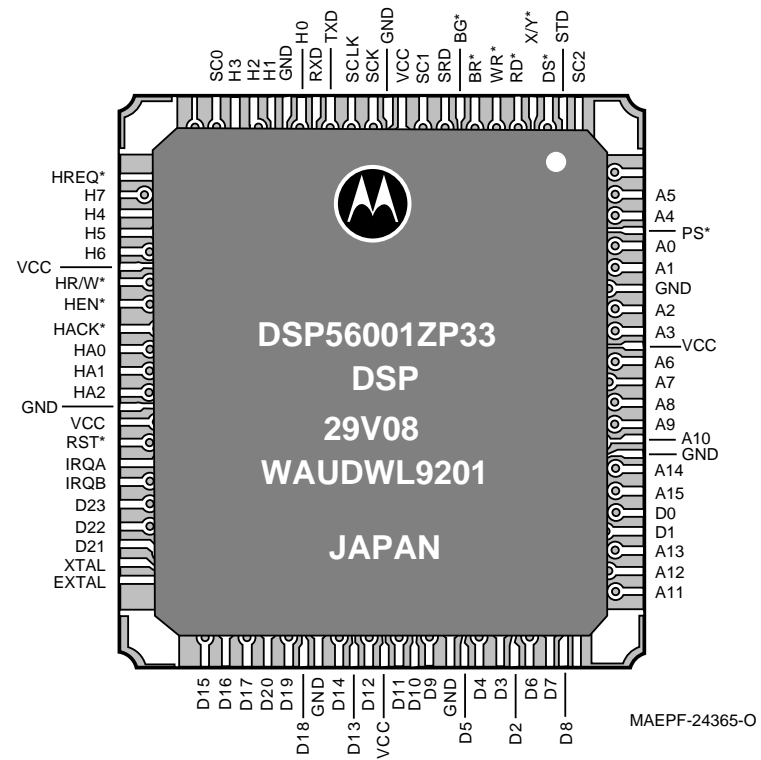 SC0
H3
H2
H1
GND
H0
RXD
TXD
SCLK
SCK
GND
VCC
SC1
SRD
BG*
BR*
WR*
RD*
X/Y*
DS*
STD
SC2
HREQ*
H7
H4
H5
H6
VCC
HR/W*
HEN*
HACK*
HA0
HA1
HA2
GND
VCC
RST*
IRQA
IRQB
D23
D22
D21
XTAL
EXTAL
DSP56001ZP33
DSP
29V08
WAUDWL9201
JAPAN
A5
A4
PS*
A0
A1
GND
A2
A3
VCC
A6
A7
A8
A9
A10
GND
A14
A15
D0
D1
A13
A12
A11
D15
D16
D17
D20
D19
D18
GND
D14
D13
D12
VCC
D11
D10
D9
GND
D5
D4
D3
D2
D6
D7
D8
MAEPF-24365-O